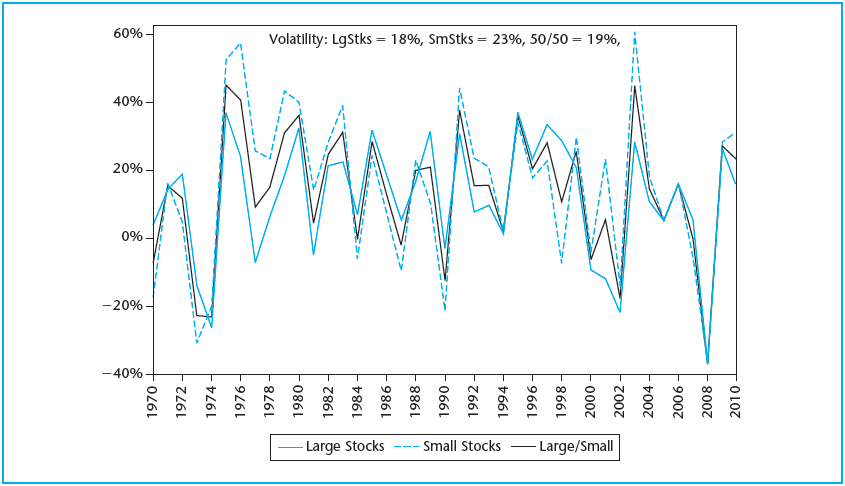 Volatility: LgStks = 18%, SmStks = 23%, 50/50 = 19%,
60%
40%
20%
0%
−20%
−40%
1970 1972 1974 1976 1978 1980 1982 1984 1986 1988 1990 1992 1994 1996 1998 2000 2002 2004 2006 2008 2010
Large Stocks Small Stocks Large/Small